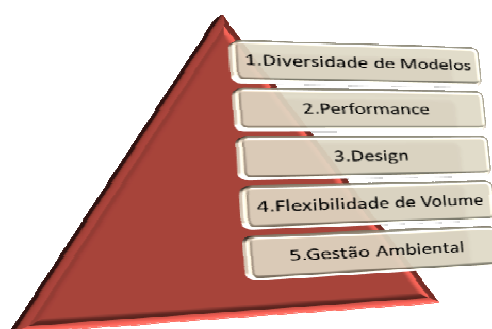 1.Diversidade de Modelos
2.Performance
3.Design
4.Flexibilidade de Volume
5.Gestão Ambiental